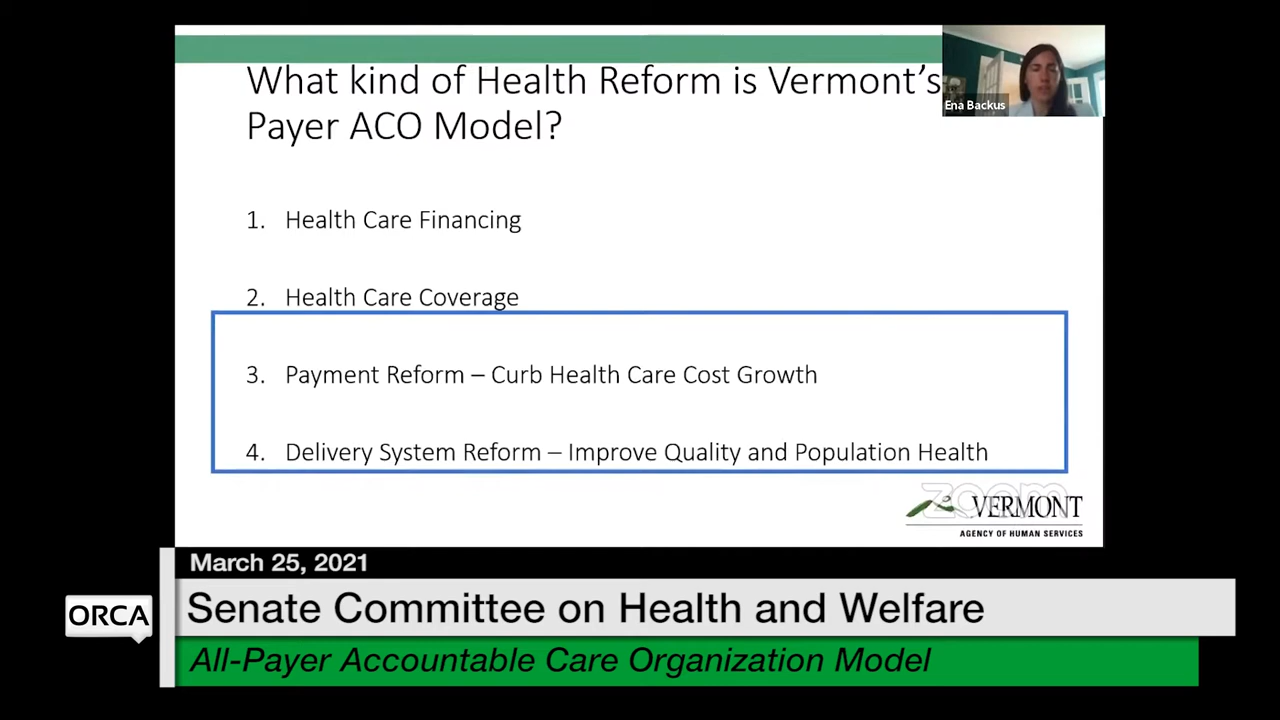 What kind of Health Reform is Vermont's
Payer ACO Model?
Ena Backus
1. Health Care Financing
2. Health Care Coverage
3. Payment Reform – Curb Health Care Cost Growth
4. Delivery System Reform – Improve Quality and Population Health
zoom
VERMONT
AGENCY OF HUMAN SERVICES
March 25, 2021
ORCA
Senate Committee on Health and Welfare
All-Payer Accountable Care Organization Model